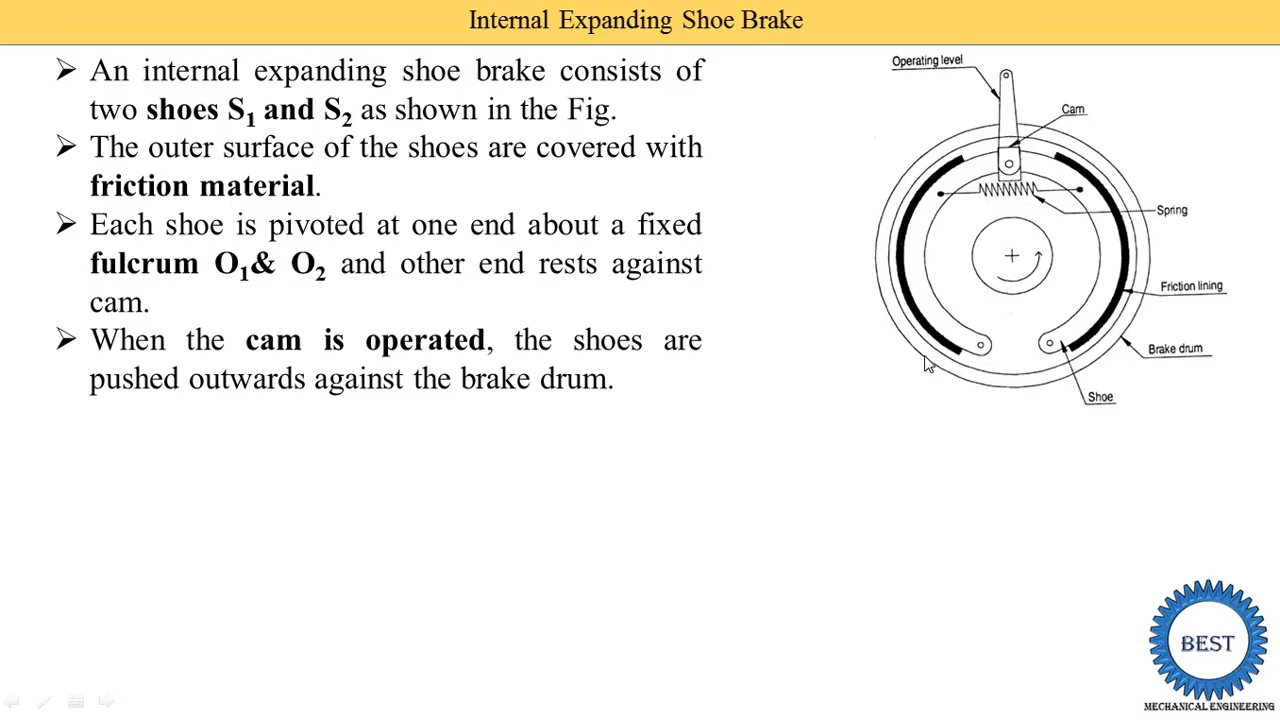 Internal Expanding Shoe Brake
➢ An internal expanding shoe brake consists of
two shoes S1 and S2 as shown in the Fig.
➢ The outer surface of the shoes are covered with
friction material.
➢ Each shoe is pivoted at one end about a fixed
fulcrum O1& O2 and other end rests against
cam.
➢ When the cam is operated, the shoes are
pushed outwards against the brake drum.
Operating level
Cam
Spring
Friction lining
Brake drum
Shoe
BEST
MECHANICAL ENGINEERING